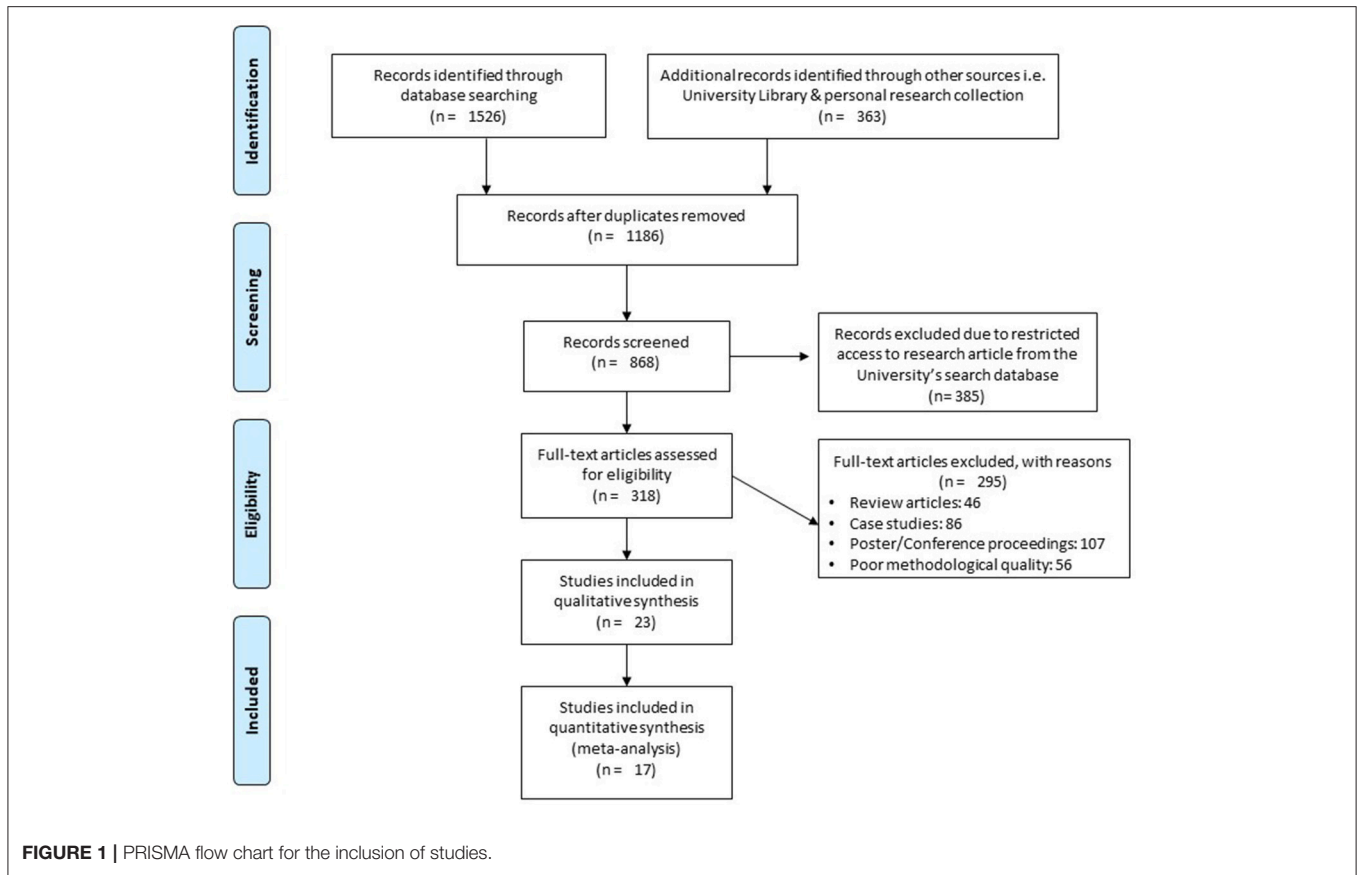 Identification
Records identified through
database searching
(n = 1526)
Additional records identified through other sources i.e.
University Library & personal research collection
(n = 363)
Records after duplicates removed
(n = 1186)
Screening
Records screened
(n = 868)
Records excluded due to restricted
access to research article from the
University's search database
(n= 385)
Eligibility
Full-text articles assessed
for eligibility
(n = 318)
Full-text articles excluded, with reasons
(n = 295)
• Review articles: 46
• Case studies: 86
• Poster/Conference proceedings: 107
• Poor methodological quality: 56
Studies included in
qualitative synthesis
(n = 23)
Included
Studies included in
quantitative synthesis
(meta-analysis)
(n = 17)
FIGURE 1 | PRISMA flow chart for the inclusion of studies.